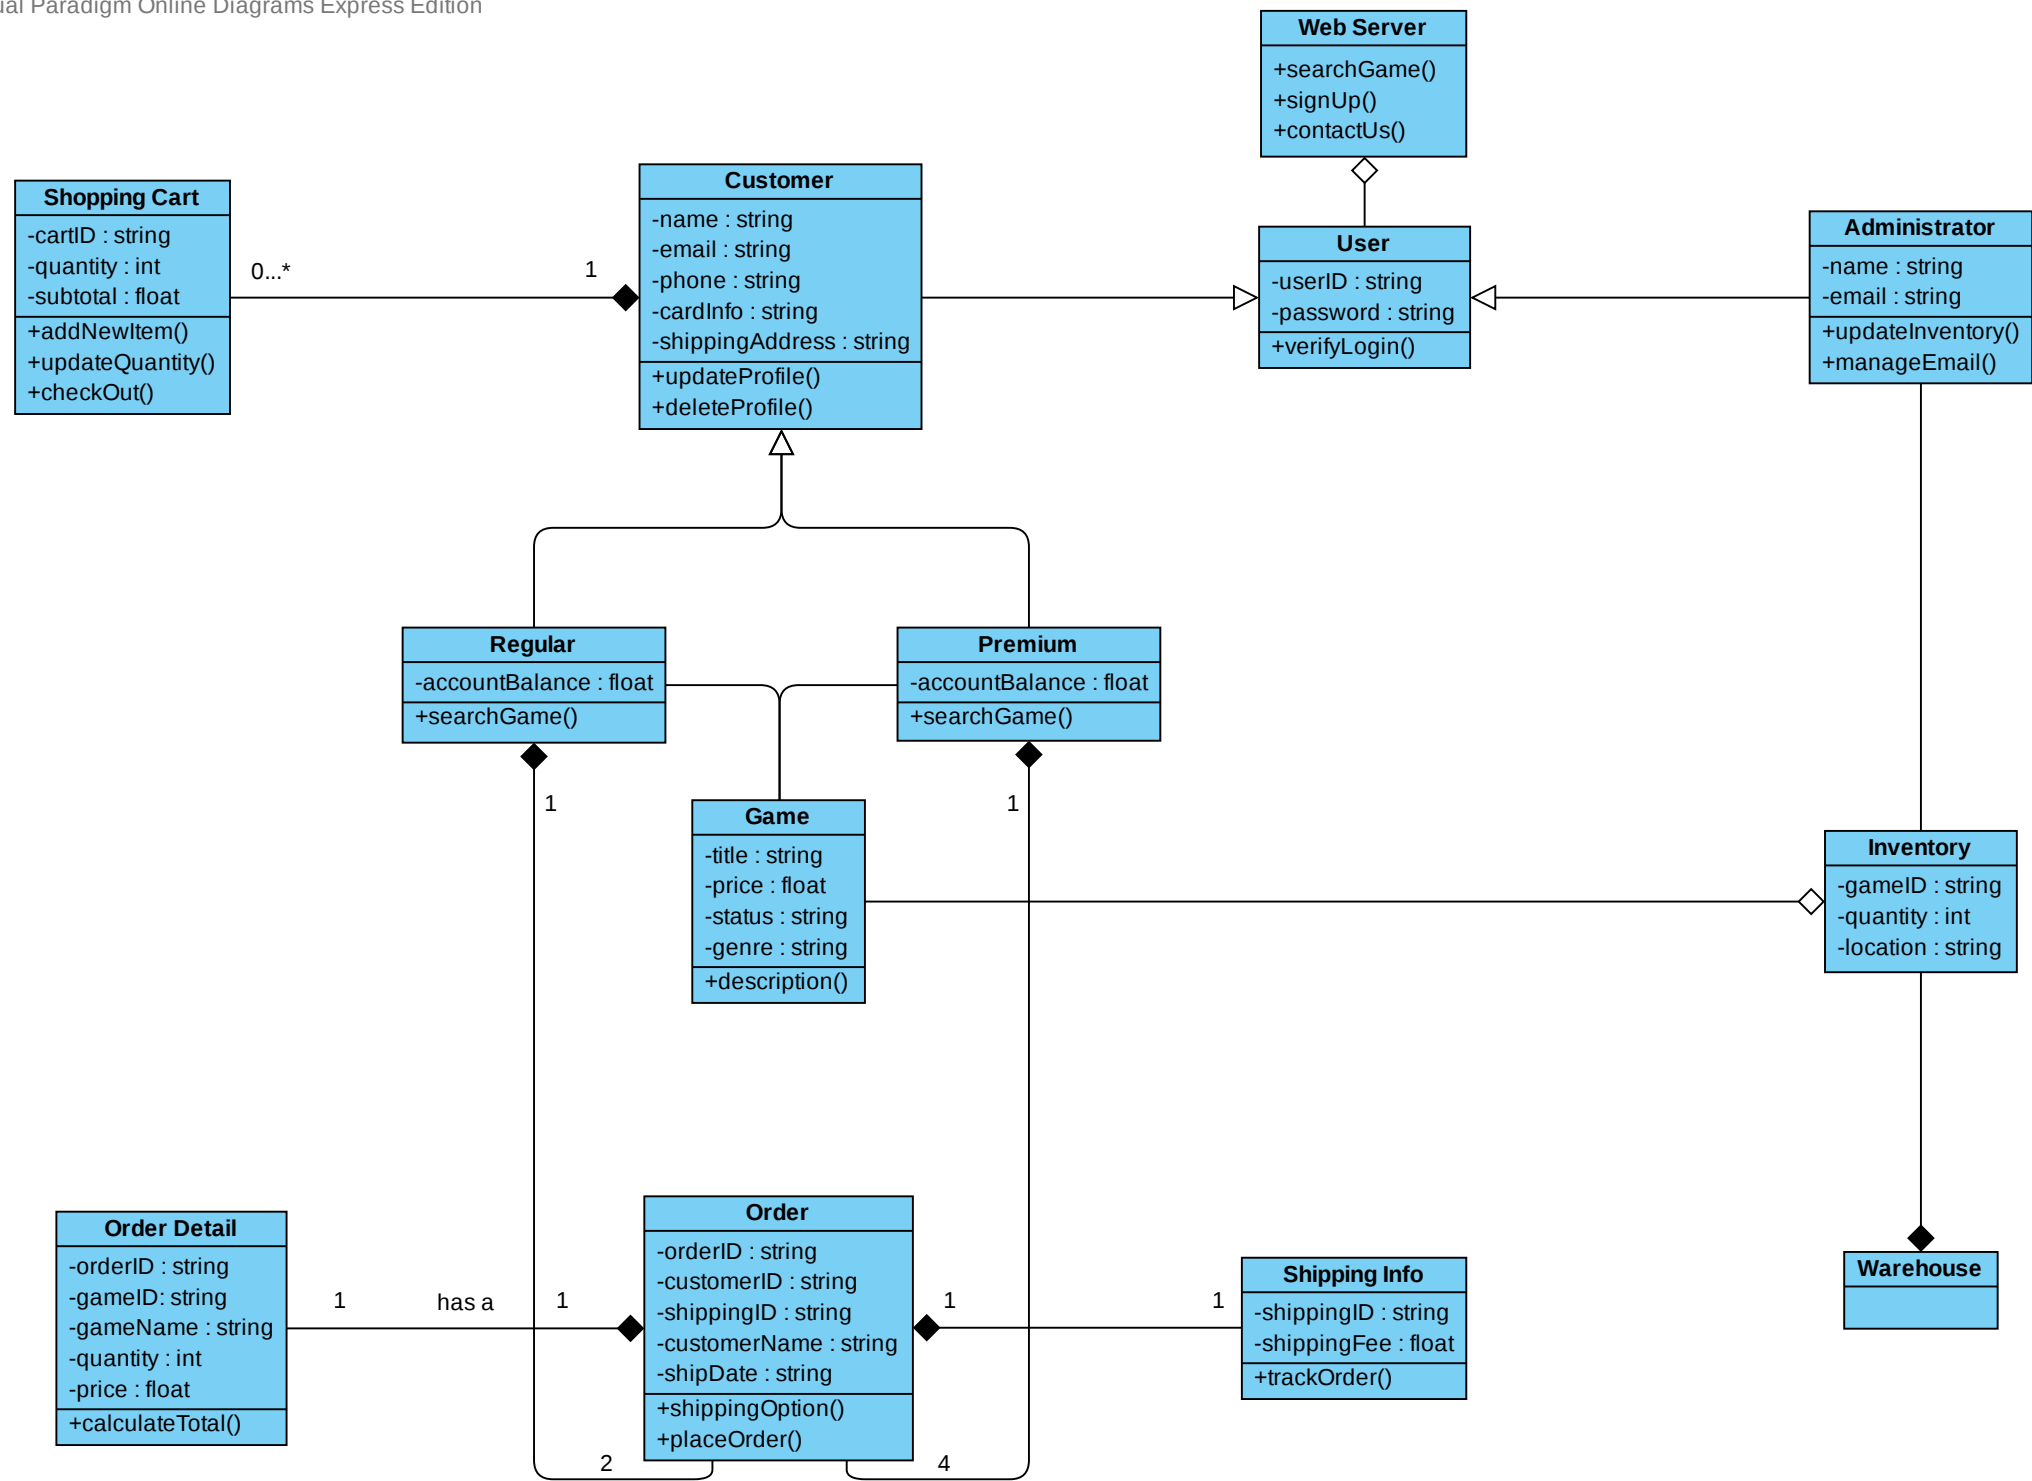 Paradigm Online Diagrams Express Edition
Web Server
+searchGame()
+signUp()
+contactUs()
Shopping Cart
-cartID : string
-quantity : int
-subtotal : float
+addNewItem()
+updateQuantity()
+checkOut()
0...*
1
Customer
-name : string
-email : string
-phone : string
-cardInfo : string
-shippingAddress : string
+updateProfile()
+deleteProfile()
User
-userID : string
-password : string
+verifyLogin()
Administrator
-name : string
-email : string
+updateInventory()
+manageEmail()
Regular
-accountBalance : float
+searchGame()
Premium
-accountBalance : float
+searchGame()
1
1
Game
-title : string
-price : float
-status : string
-genre : string
+description()
Inventory
-gameID : string
-quantity : int
-location : string
Order Detail
-orderID : string
-gameID: string
-gameName : string
-quantity : int
-price : float
+calculateTotal()
1
has a
1
Order
-orderID : string
-customerID : string
-shippingID : string
-customerName : string
-shipDate : string
+shippingOption()
+placeOrder()
1
1
Shipping Info
-shippingID : string
-shippingFee : float
+trackOrder()
Warehouse
2
4